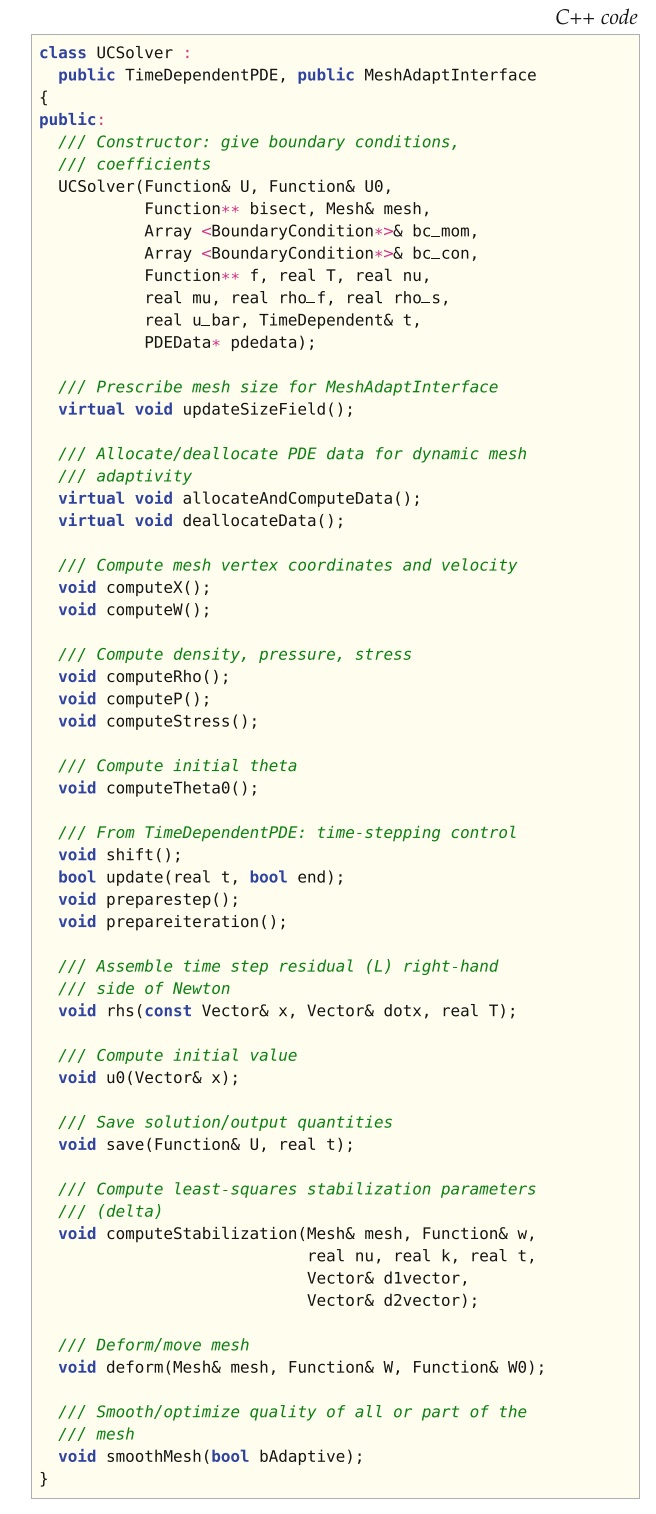 C++ code
class UCSolver :
  public TimeDependentPDE, public MeshAdaptInterface
{
public:
  /// Constructor: give boundary conditions,
  /// coefficients
  UCSolver(Function& U, Function& U0,
           Function** bisect, Mesh& mesh,
           Array <BoundaryCondition*>& bc_mom,
           Array <BoundaryCondition*>& bc_con,
           Function** f, real T, real nu,
           real mu, real rho_f, real rho_s,
           real u_bar, TimeDependent& t,
           PDEData* pdedata);

  /// Prescribe mesh size for MeshAdaptInterface
  virtual void updateSizeField();

  /// Allocate/deallocate PDE data for dynamic mesh
  /// adaptivity
  virtual void allocateAndComputeData();
  virtual void deallocateData();

  /// Compute mesh vertex coordinates and velocity
  void computeX();
  void computeW();

  /// Compute density, pressure, stress
  void computeRho();
  void computeP();
  void computeStress();

  /// Compute initial theta
  void computeTheta0();

  /// From TimeDependentPDE: time-stepping control
  void shift();
  bool update(real t, bool end);
  void preparestep();
  void prepareiteration();

  /// Assemble time step residual (L) right-hand
  /// side of Newton
  void rhs(const Vector& x, Vector& dotx, real T);

  /// Compute initial value
  void u0(Vector& x);

  /// Save solution/output quantities
  void save(Function& U, real t);

  /// Compute least-squares stabilization parameters
  /// (delta)
  void computeStabilization(Mesh& mesh, Function& w,
                            real nu, real k, real t,
                            Vector& d1vector,
                            Vector& d2vector);

  /// Deform/move mesh
  void deform(Mesh& mesh, Function& W, Function& W0);

  /// Smooth/optimize quality of all or part of the
  /// mesh
  void smoothMesh(bool bAdaptive);
}